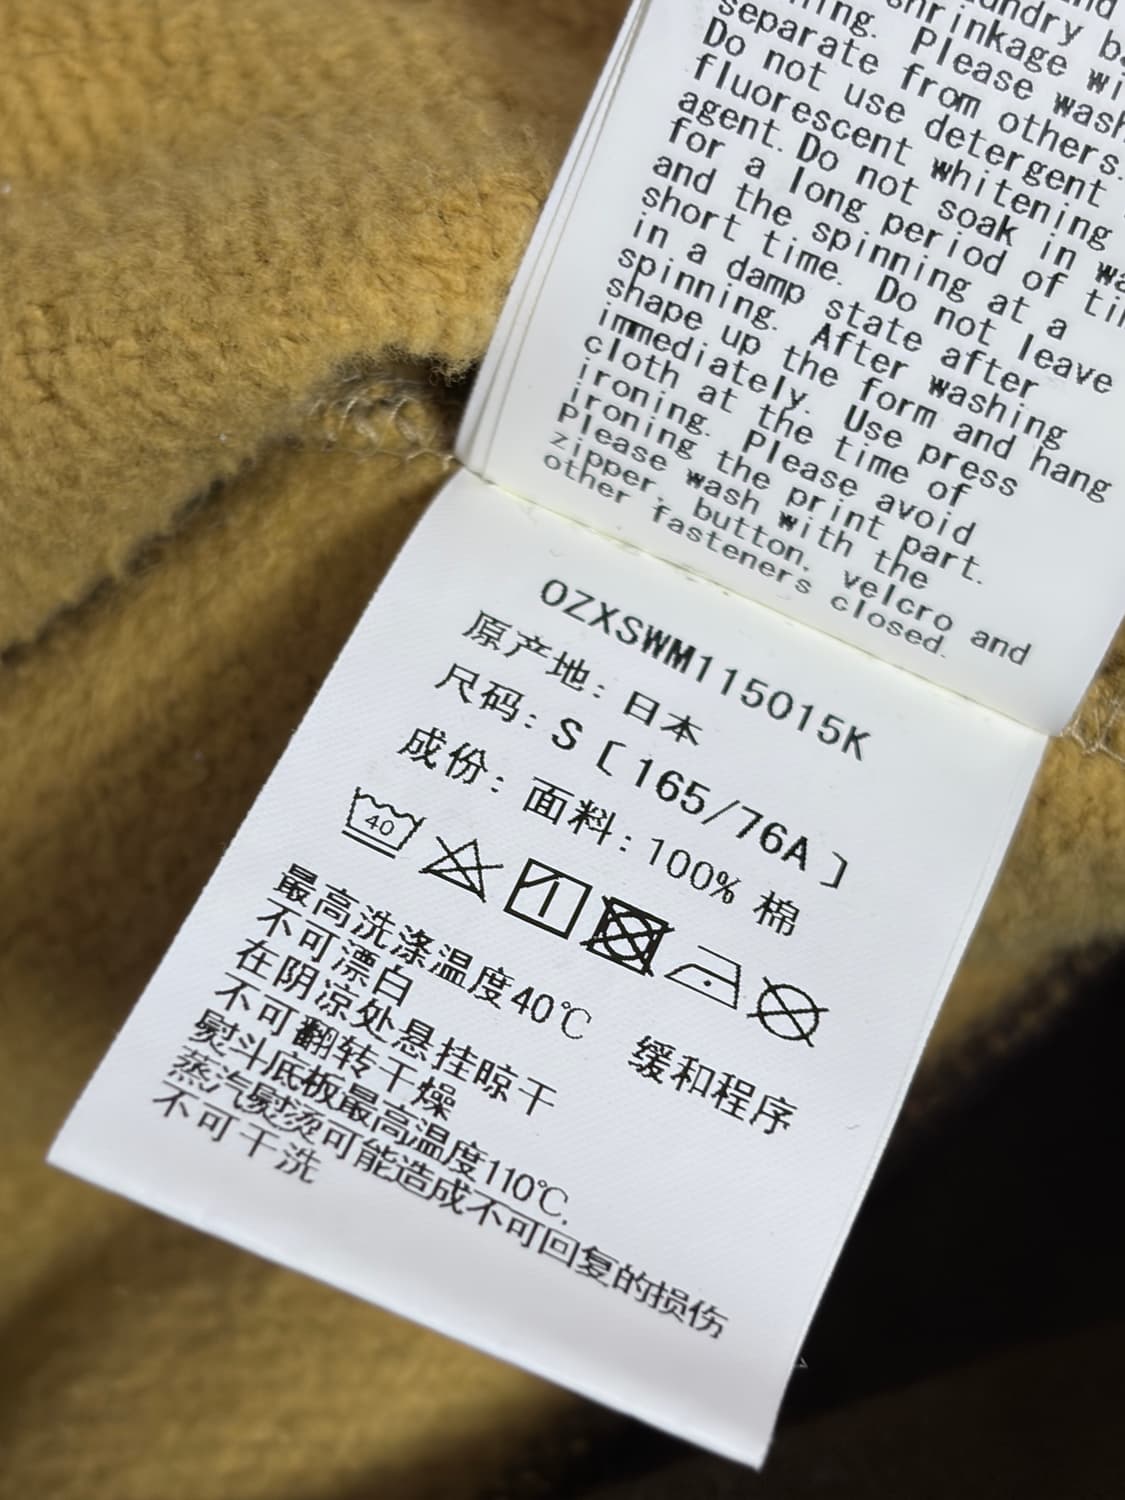 laundry
shrinkage
ing. Please wash
separate from others.
Do not use detergent
fluorescent whitening
agent. Do not soak in
for a long period of
and the spinning at a
short time. Do not leave
in a damp state after
spinning. After washing
shape up the form and hang
immediately. Use press
cloth at the time of
ironing. Please avoid
ironing the print part.
Please wash with the
zipper, button, velcro and
other fasteners closed.
OZXSWM115015K
原产地: 日本
尺码: S [165/76A]
成份: 面料: 100% 棉
40
最高洗涤温度40℃ 缓和程序
不可漂白
在阴凉处悬挂晾干
不可翻转干燥
熨斗底板最高温度110℃,
蒸汽熨烫可能造成不可回复的损伤
不可干洗